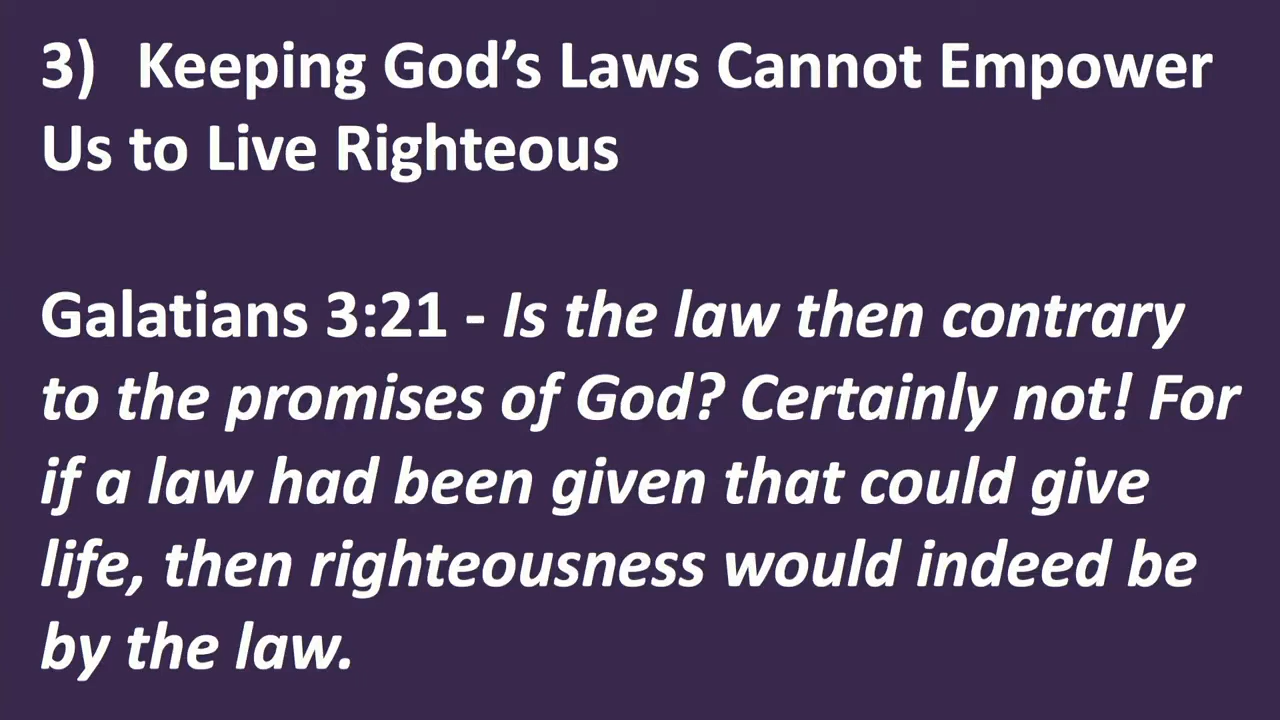 3) Keeping God’s Laws Cannot Empower
Us to Live Righteous
Galatians 3:21 - Is the law then contrary
to the promises of God? Certainly not! For
if a law had been given that could give
life, then righteousness would indeed be
by the law.